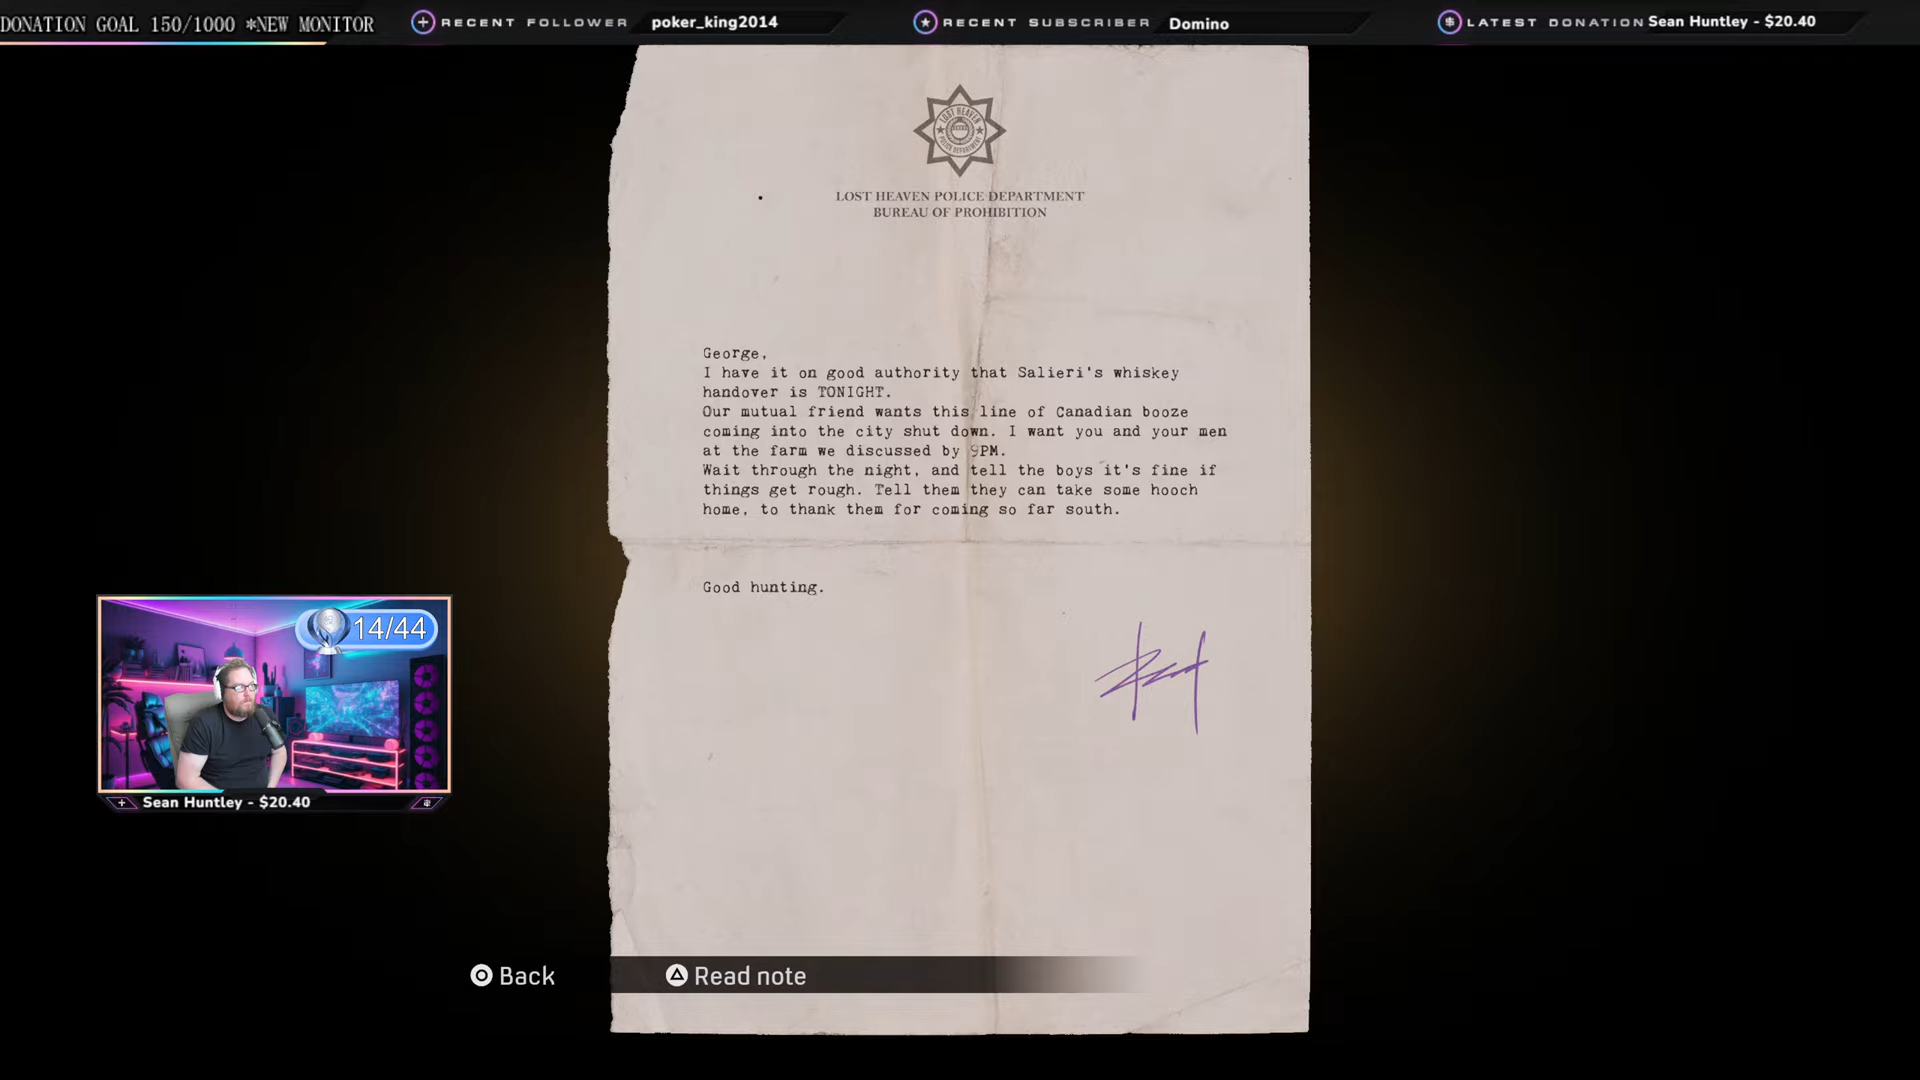 DONATION GOAL 150/1000 *NEW MONITOR
RECENT FOLLOWER poker_king2014
RECENT SUBSCRIBER Domino
LATEST DONATION Sean Huntley - $20.40
LOST HEAVEN
POLICE DEPARTMENT
LOST HEAVEN POLICE DEPARTMENT
BUREAU OF PROHIBITION
George,
I have it on good authority that Salieri's whiskey
handover is TONIGHT.
Our mutual friend wants this line of Canadian booze
coming into the city shut down. I want you and your men
at the farm we discussed by 9PM.
Wait through the night, and tell the boys it's fine if
things get rough. Tell them they can take some hooch
home, to thank them for coming so far south.
Good hunting.
14/44
Sean Huntley - $20.40
Back
Read note